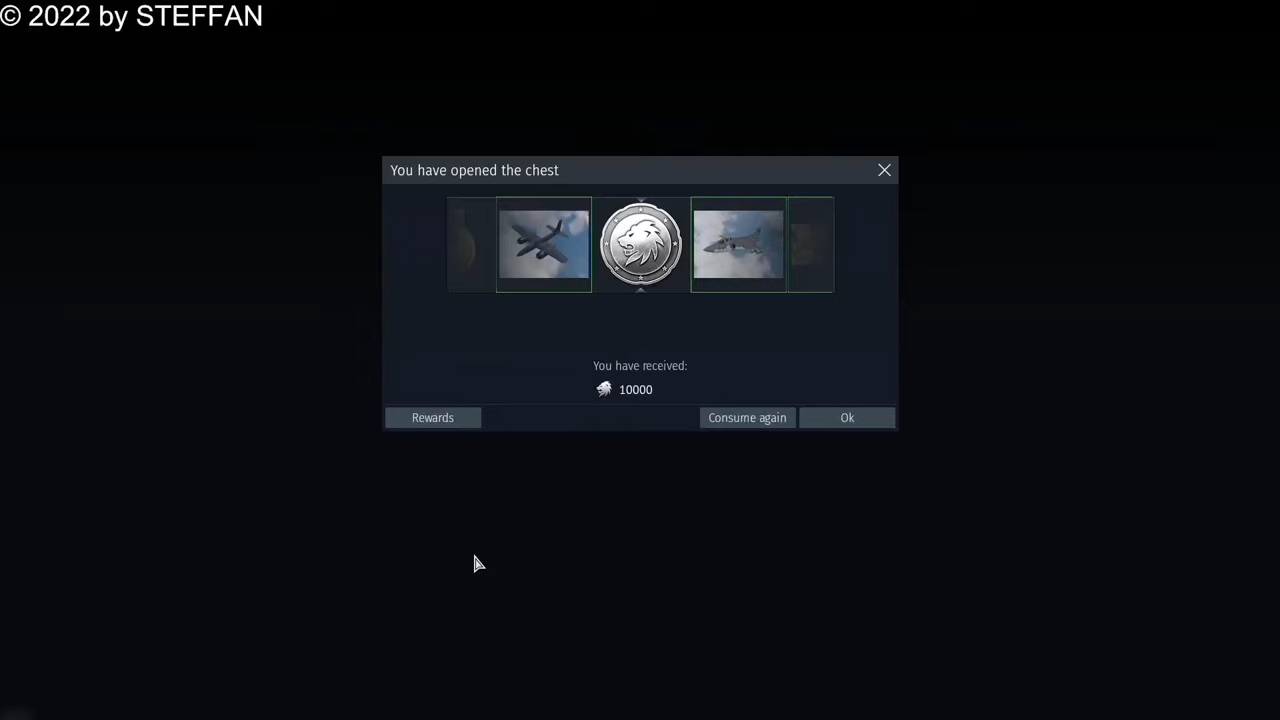 © 2022 by STEFFAN
You have opened the chest
You have received:
10000
Rewards
Consume again
Ok